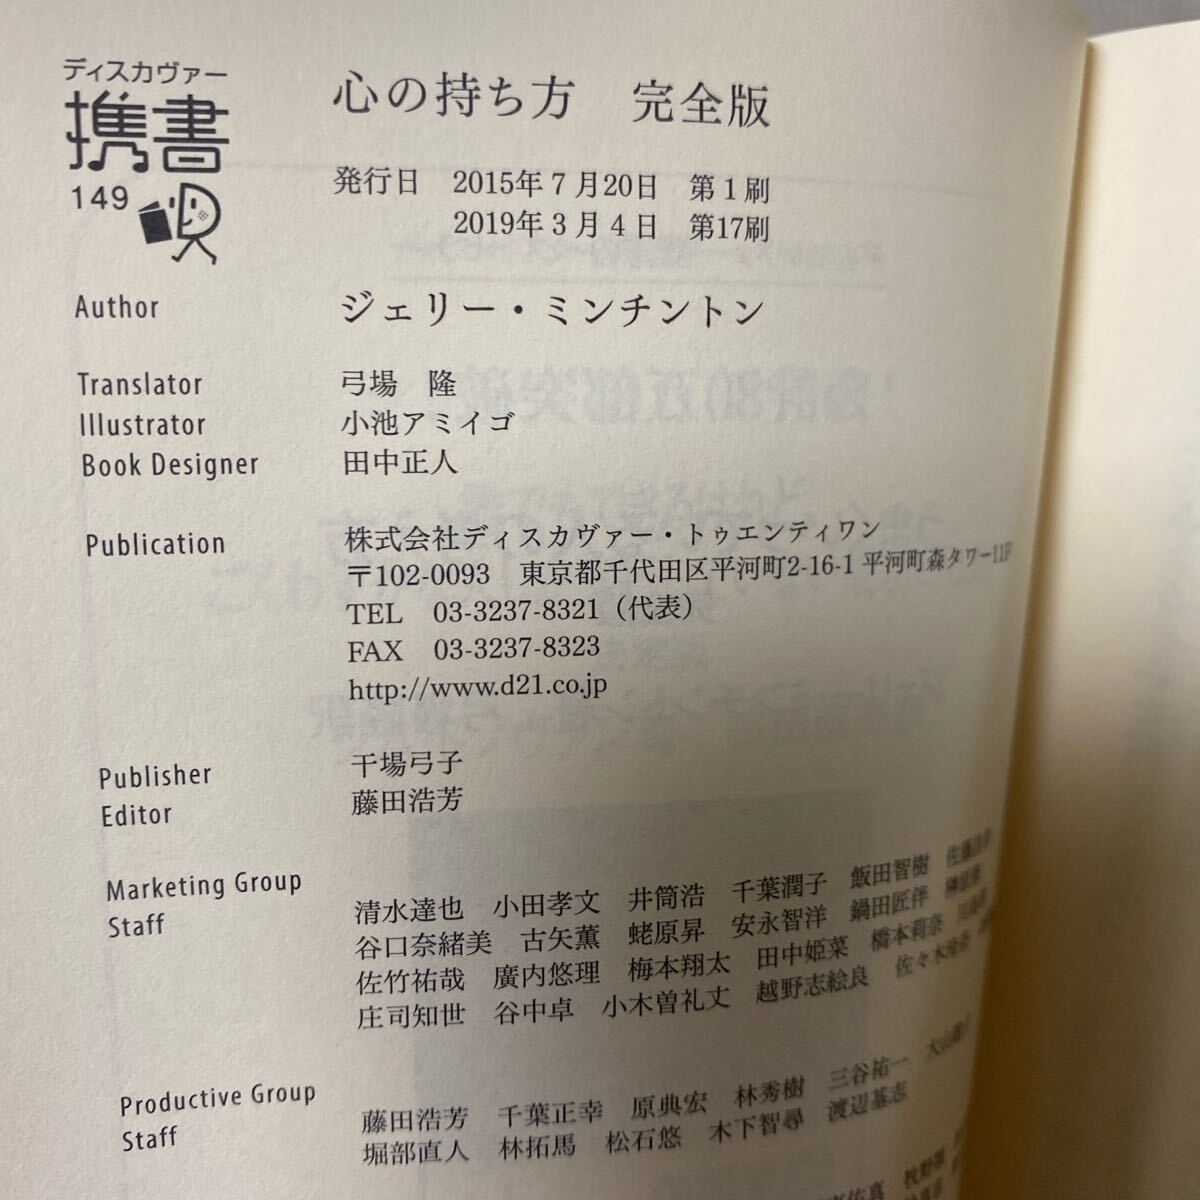 ディスカヴァー
携書
149
心の持ち方 完全版
発行日 2015年7月20日 第1刷
2019年3月4日 第17刷
Author ジェリー・ミンチントン
Translator 弓場 隆
Illustrator 小池アミイゴ
Book Designer 田中正人
Publication 株式会社ディスカヴァー・トゥエンティワン
〒102-0093 東京都千代田区平河町2-16-1 平河町森タワー11F
TEL 03-3237-8321（代表）
FAX 03-3237-8323
http://www.d21.co.jp
Publisher 干場弓子
Editor 藤田浩芳
Marketing Group
Staff
清水達也 小田孝文 井筒浩 千葉潤子 飯田智樹
谷口奈緒美 古矢薫 蛯原昇 安永智洋 鍋田匠伴
佐竹祐哉 廣内悠理 梅本翔太 田中姫菜 橋本莉奈
庄司知世 谷中卓 小木曽礼丈 越野志絵良 佐々木玲奈
Productive Group
Staff
藤田浩芳 千葉正幸 原典宏 林秀樹 三谷祐一
堀部直人 林拓馬 松石悠 木下智尋 渡辺基志